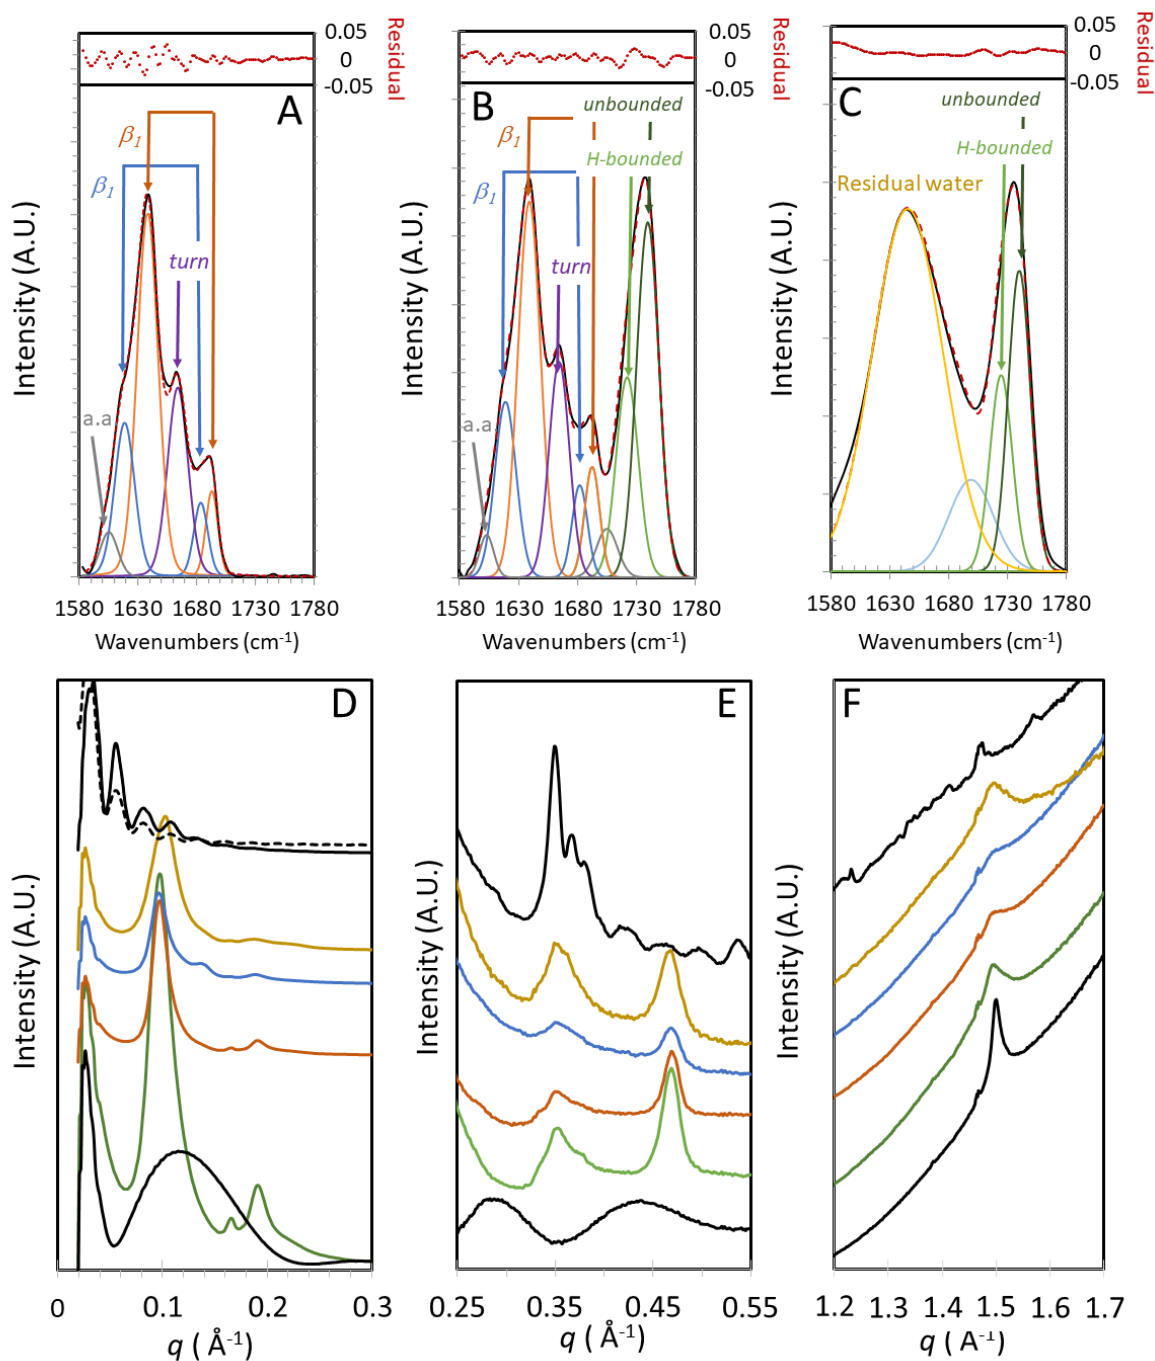 0.05
0
-0.05
Residual
A
β1
β1
turn
a.a
Intensity (A.U.)
1580 1630 1680 1730 1780
Wavenumbers (cm-1)
0.05
0
-0.05
Residual
B
unbounded
H-bounded
β1
β1
turn
a.a
Intensity (A.U.)
1580 1630 1680 1730 1780
Wavenumbers (cm-1)
0.05
0
-0.05
Residual
C
unbounded
H-bounded
Residual water
Intensity (A.U.)
1580 1630 1680 1730 1780
Wavenumbers (cm-1)
D
Intensity (A.U.)
0 0.1 0.2 0.3
q ( Å-1)
E
Intensity (A.U.)
0.25 0.35 0.45 0.55
q ( Å-1)
F
Intensity (A.U.)
1.2 1.3 1.4 1.5 1.6 1.7
q ( A-1)